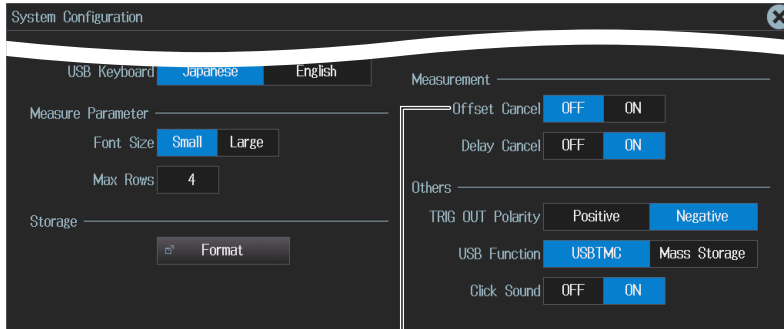 System Configuration
USB Keyboard Japanese English
Measure Parameter
Font Size Small Large
Max Rows 4
Storage
Format
Measurement
Offset Cancel OFF ON
Delay Cancel OFF ON
Others
TRIG OUT Polarity Positive Negative
USB Function USBTMC Mass Storage
Click Sound OFF ON